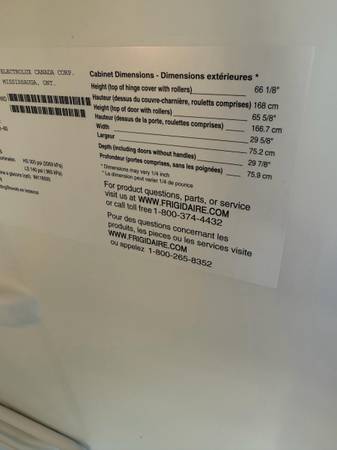 ELECTROLUX CANADA CORP.
MISSISSAUGA, ONT.
Cabinet Dimensions - Dimensions extérieures *
Height (top of hinge cover with rollers) 66 1/8"
Hauteur (dessus du couvre-charnière, roulettes comprises) 168 cm
Height (top of door with rollers) 65 5/8"
Hauteur (dessus de la porte, roulettes comprises) 166.7 cm
Width 29 5/8"
Largeur 75.2 cm
Depth (including doors without handles) 29 7/8"
Profondeur (portes comprises, sans les poignées) 75.9 cm
* Dimensions may vary 1/4 inch
* La dimension peut varier 1/4 de pouce
For product questions, parts, or service
visit us at WWW.FRIGIDAIRE.COM
or call toll free 1-800-374-4432
Pour des questions concernant les
produits, les pieces ou les services visite
WWW.FRIGIDAIRE.COM
ou appelez 1-800-265-8352